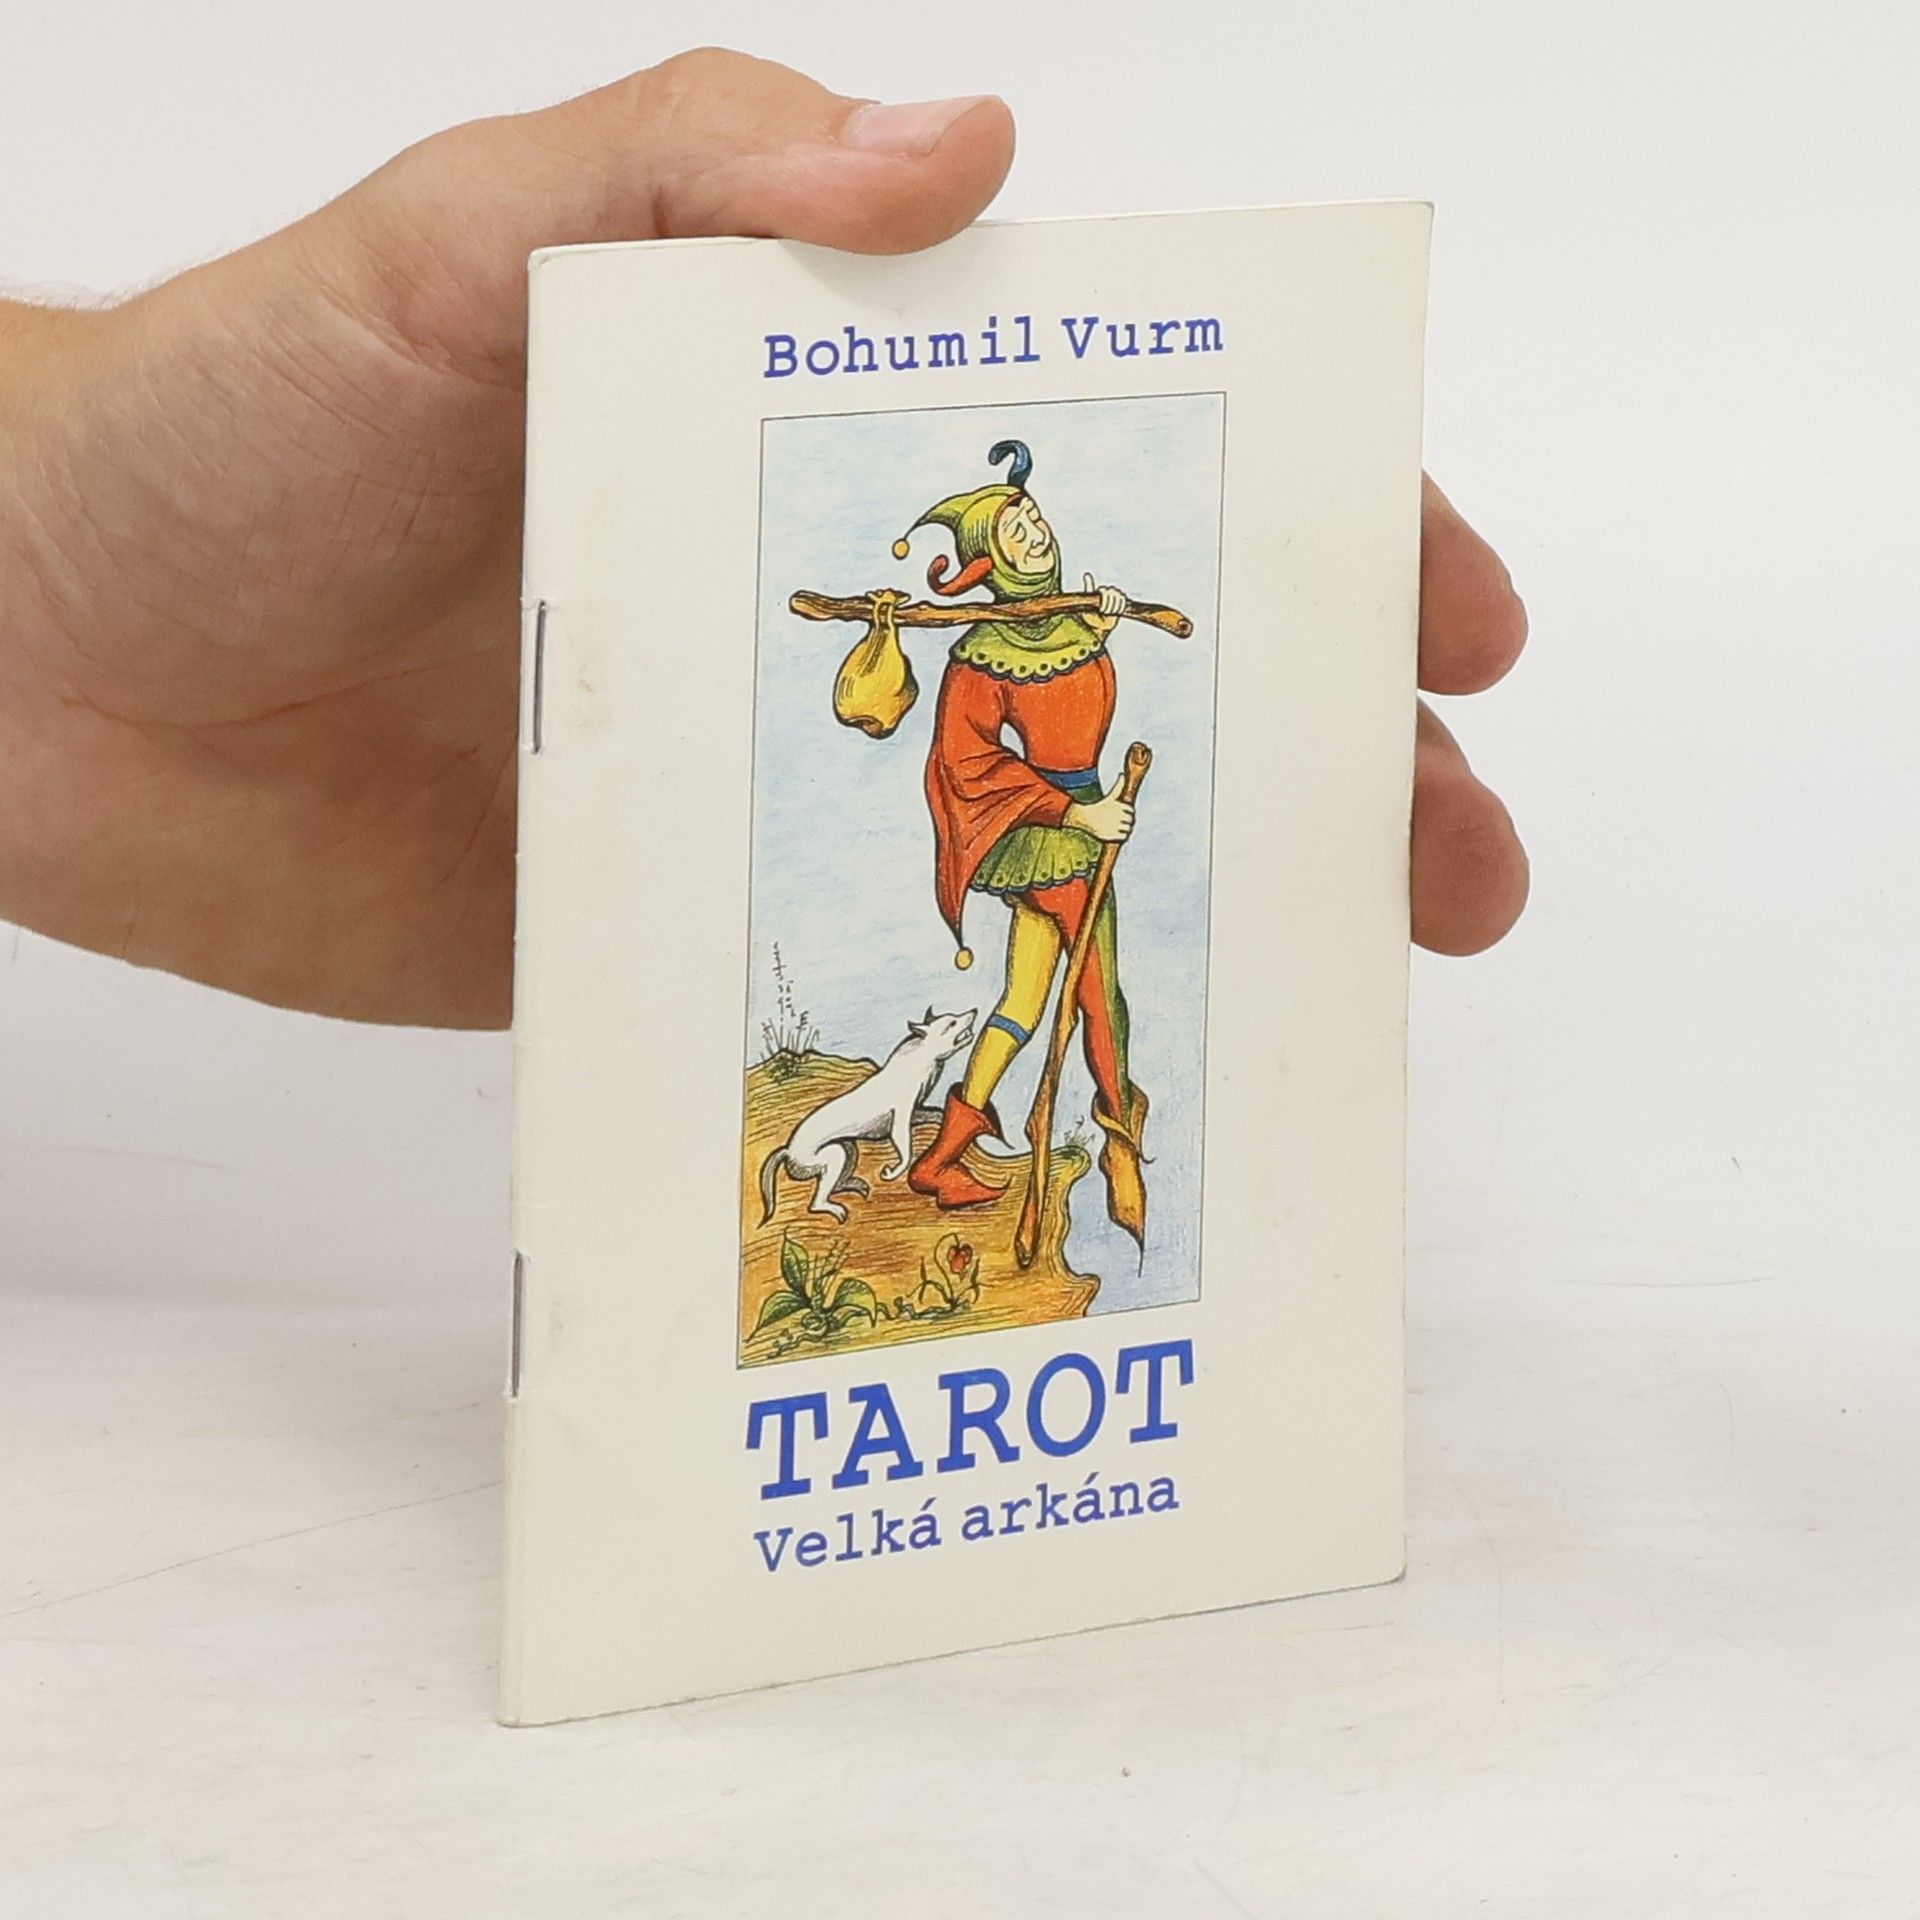 Bohumil Vurm
TAROT
Velká arkána